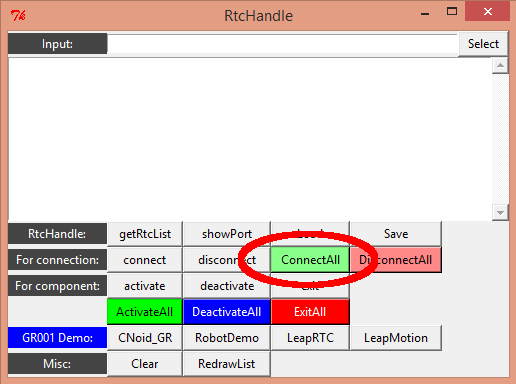 RtcHandle
Input: Select
RtcHandle: getRtcList showPort Save
For connection: connect disconnect ConnectAll DisconnectAll
For component: activate deactivate Exit
ActivateAll DeactivateAll ExitAll
GR001 Demo: CNoid_GR RobotDemo LeapRTC LeapMotion
Misc: Clear RedrawList